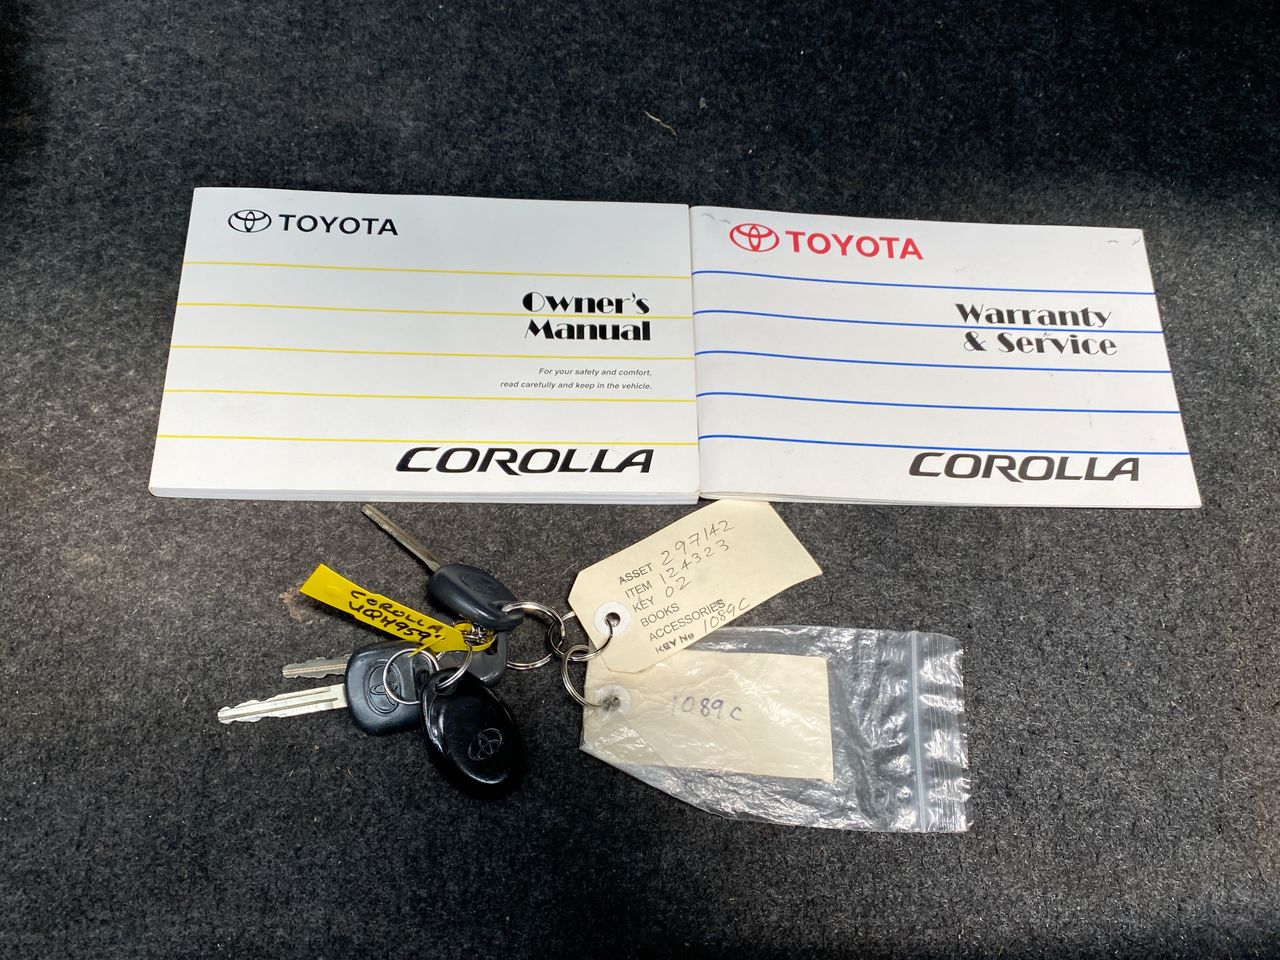 TOYOTA
Owner's
Manual
For your safety and comfort,
read carefully and keep in the vehicle.
COROLLA
TOYOTA
Warranty
& Service
COROLLA
ASSET 297142
ITEM 124323
KEY 02
BOOKS
ACCESSORIES
KEY No 1089C
COROLLA
1089C